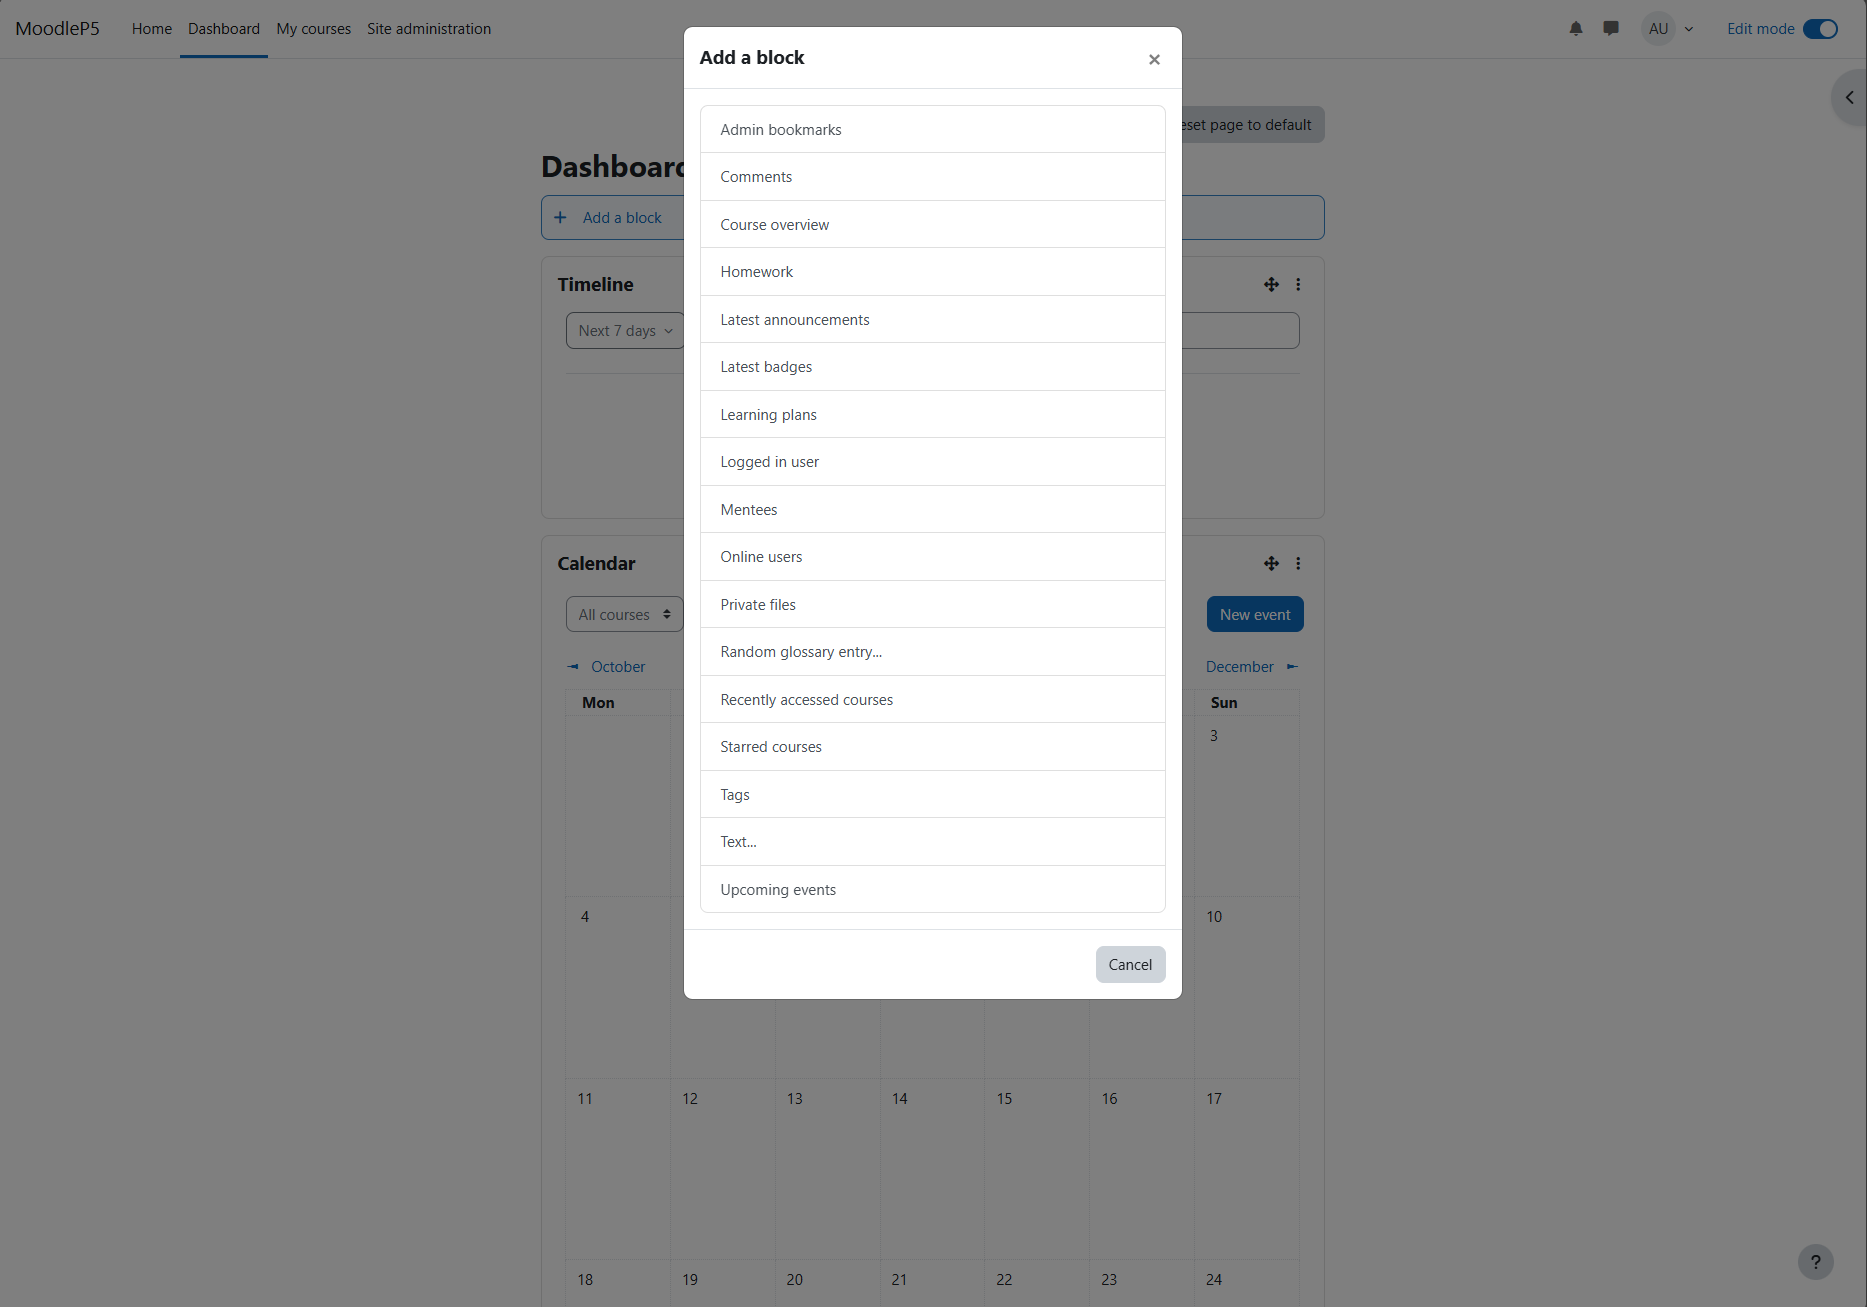 MoodleP5 Home Dashboard My courses Site administration AU Edit mode
Add a block ×
eset page to default
Dashboard
+ Add a block
Timeline
Next 7 days
Calendar
All courses
New event
October
December
Mon Sun
3
4 10
11 12 13 14 15 16 17
18 19 20 21 22 23 24
Admin bookmarks
Comments
Course overview
Homework
Latest announcements
Latest badges
Learning plans
Logged in user
Mentees
Online users
Private files
Random glossary entry...
Recently accessed courses
Starred courses
Tags
Text...
Upcoming events
Cancel
?